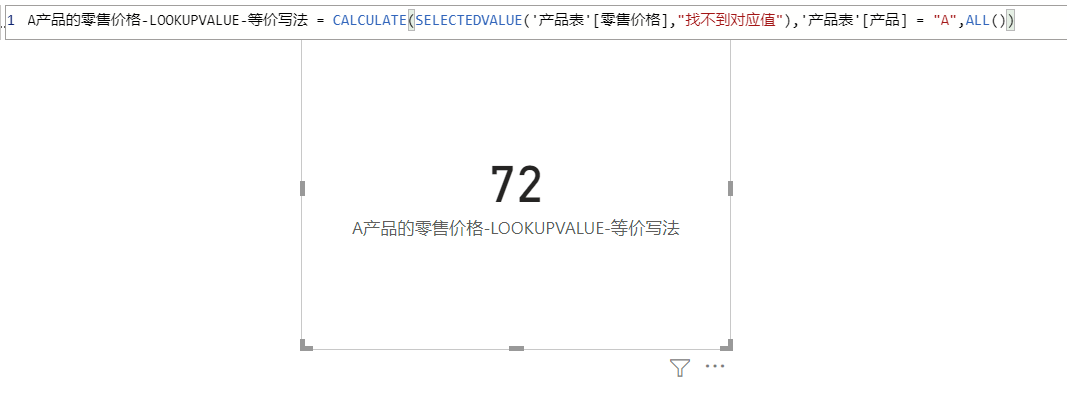 1 A产品的零售价格-LOOKUPVALUE-等价写法 = CALCULATE(SELECTEDVALUE('产品表'[零售价格],"找不到对应值"),'产品表'[产品] = "A",ALL())
72
A产品的零售价格-LOOKUPVALUE-等价写法